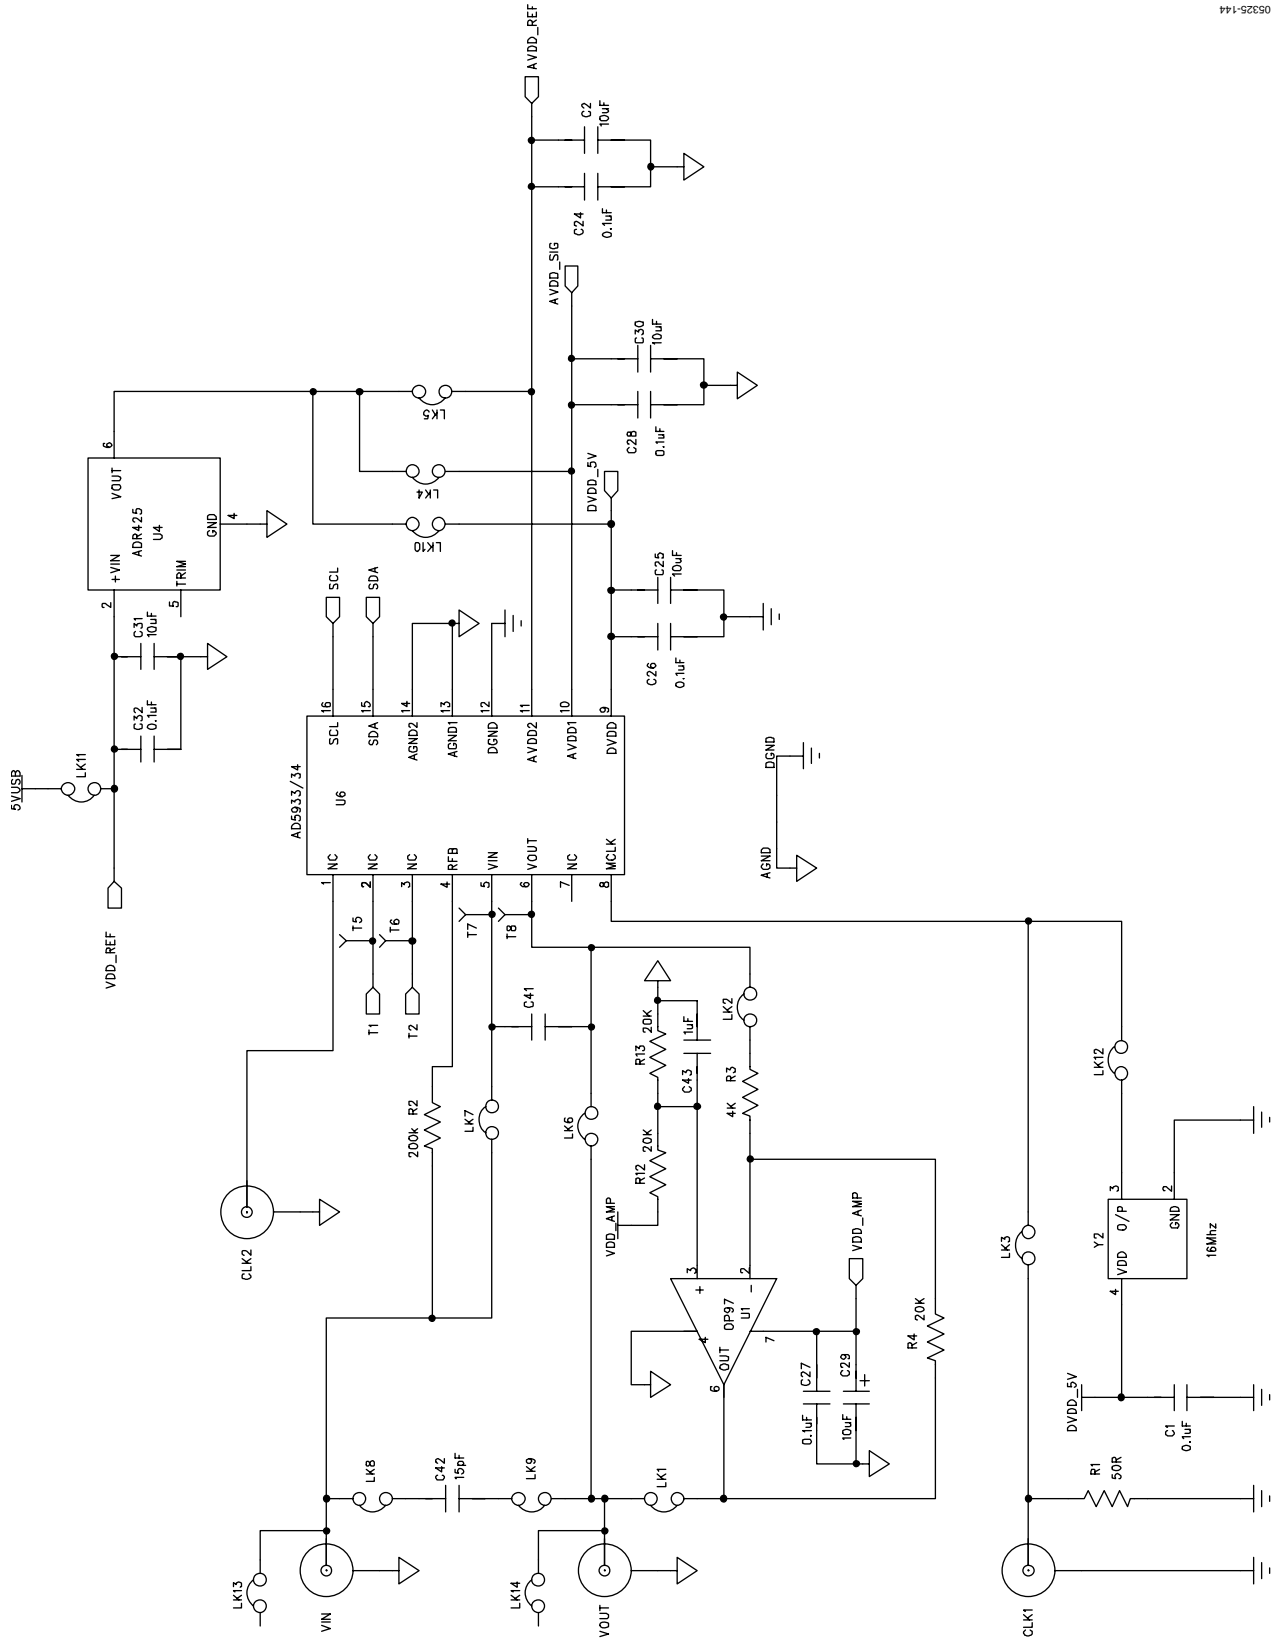 05325-144
AVDD_REF
C2
10uF
C24
0.1uF
AVDD_SIG
C30
10uF
C28
0.1uF
LK5
LK4
LK10
DVDD_5V
6
VOUT
ADR425
U4
GND
4
+VIN
TRIM
2
5
C31
10uF
C32
0.1uF
5VUSB
LK11
VDD_REF
SCL
SDA
C25
10uF
C26
0.1uF
16
15
14
13
12
11
10
9
SCL
SDA
AGND2
AGND1
DGND
AVDD2
AVDD1
DVDD
AD5933/34
U6
NC
NC
NC
RFB
VIN
VOUT
NC
MCLK
1
2
3
4
5
6
7
8
DGND
AGND
T5
T6
T7
T8
T1
T2
C41
R13
20K
1uF
C43
LK2
R3
4K
R2
200k
LK7
LK6
R12
20K
VDD_AMP
CLK2
LK12
3
2
O/P
GND
Y2
VDD
16Mhz
4
LK3
3
2
+
-
OP97
U1
OUT
4
7
6
VDD_AMP
R4
20K
C27
0.1uF
C29
+
10uF
DVDD_5V
C1
0.1uF
R1
50R
LK8
C42
15pF
LK9
LK1
LK13
VIN
LK14
VOUT
CLK1